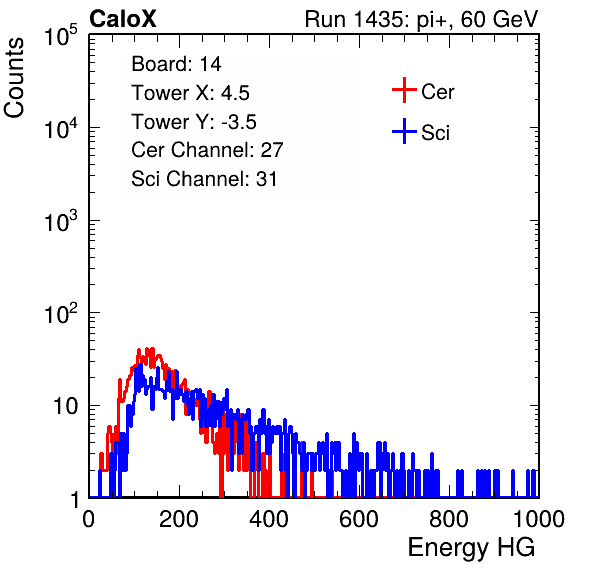 CaloX Run 1435: pi+, 60 GeV
Counts
10^5
10^4
10^3
10^2
10
1
Board: 14
Tower X: 4.5
Tower Y: -3.5
Cer Channel: 27
Sci Channel: 31
Cer
Sci
0 200 400 600 800 1000
Energy HG